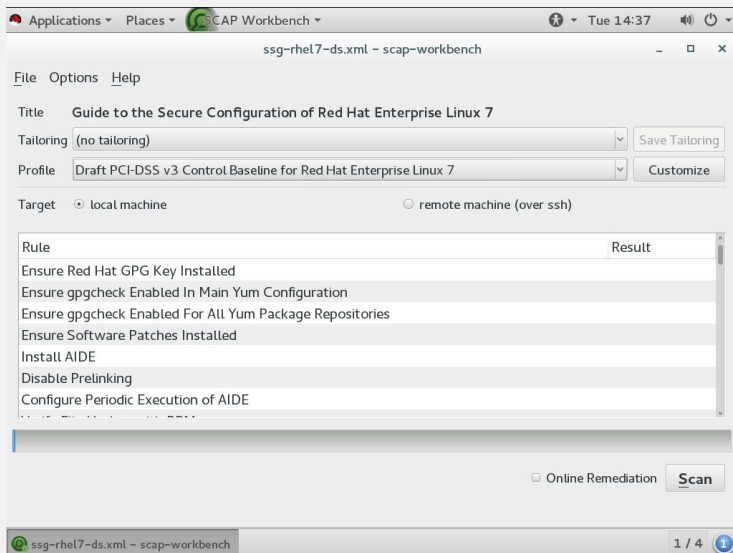 Applications Places SCAP Workbench Tue 14:37
ssg-rhel7-ds.xml – scap-workbench
File Options Help
Title Guide to the Secure Configuration of Red Hat Enterprise Linux 7
Tailoring (no tailoring) Save Tailoring
Profile Draft PCI-DSS v3 Control Baseline for Red Hat Enterprise Linux 7 Customize
Target local machine remote machine (over ssh)
Rule Result
Ensure Red Hat GPG Key Installed
Ensure gpgcheck Enabled In Main Yum Configuration
Ensure gpgcheck Enabled For All Yum Package Repositories
Ensure Software Patches Installed
Install AIDE
Disable Prelinking
Configure Periodic Execution of AIDE
Online Remediation Scan
ssg-rhel7-ds.xml – scap-workbench 1 / 4 1